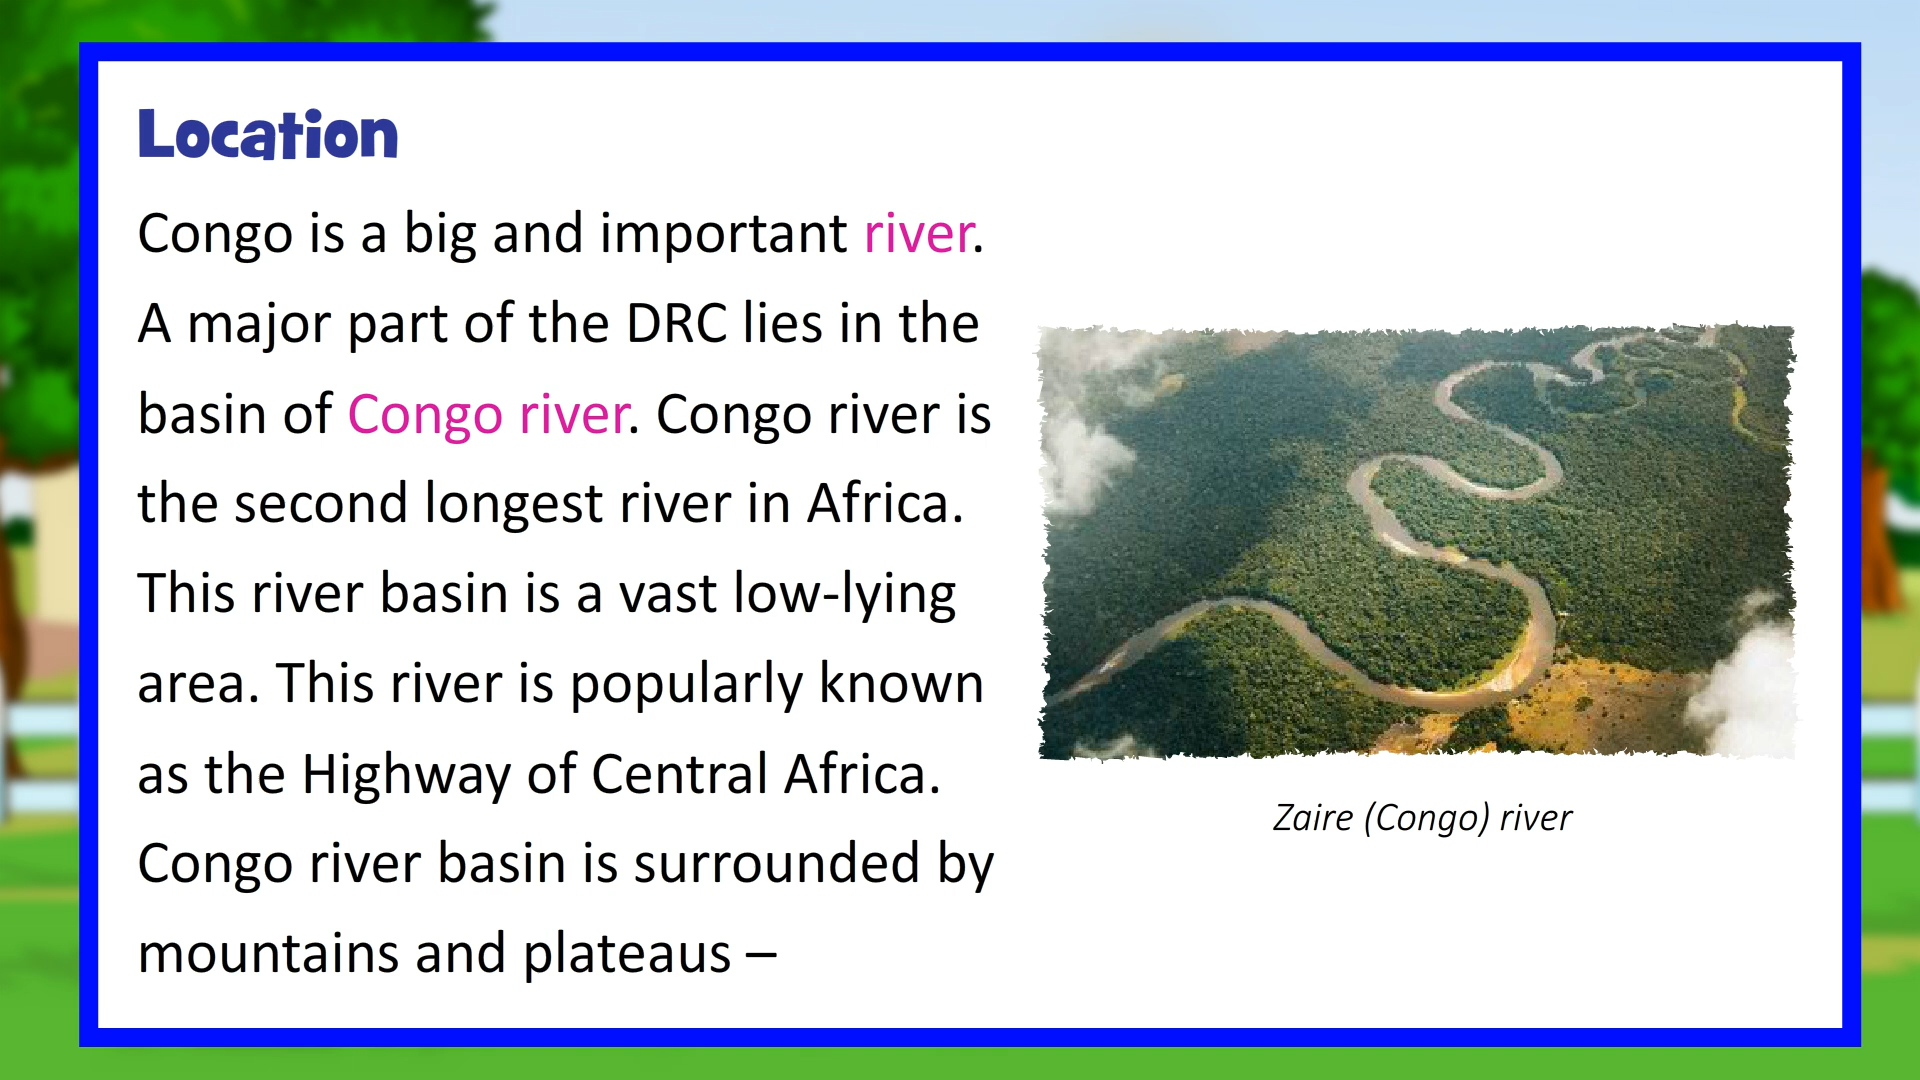 Location
Congo is a big and important river.
A major part of the DRC lies in the
basin of Congo river. Congo river is
the second longest river in Africa.
This river basin is a vast low-lying
area. This river is popularly known
as the Highway of Central Africa.
Congo river basin is surrounded by
mountains and plateaus –
Zaire (Congo) river